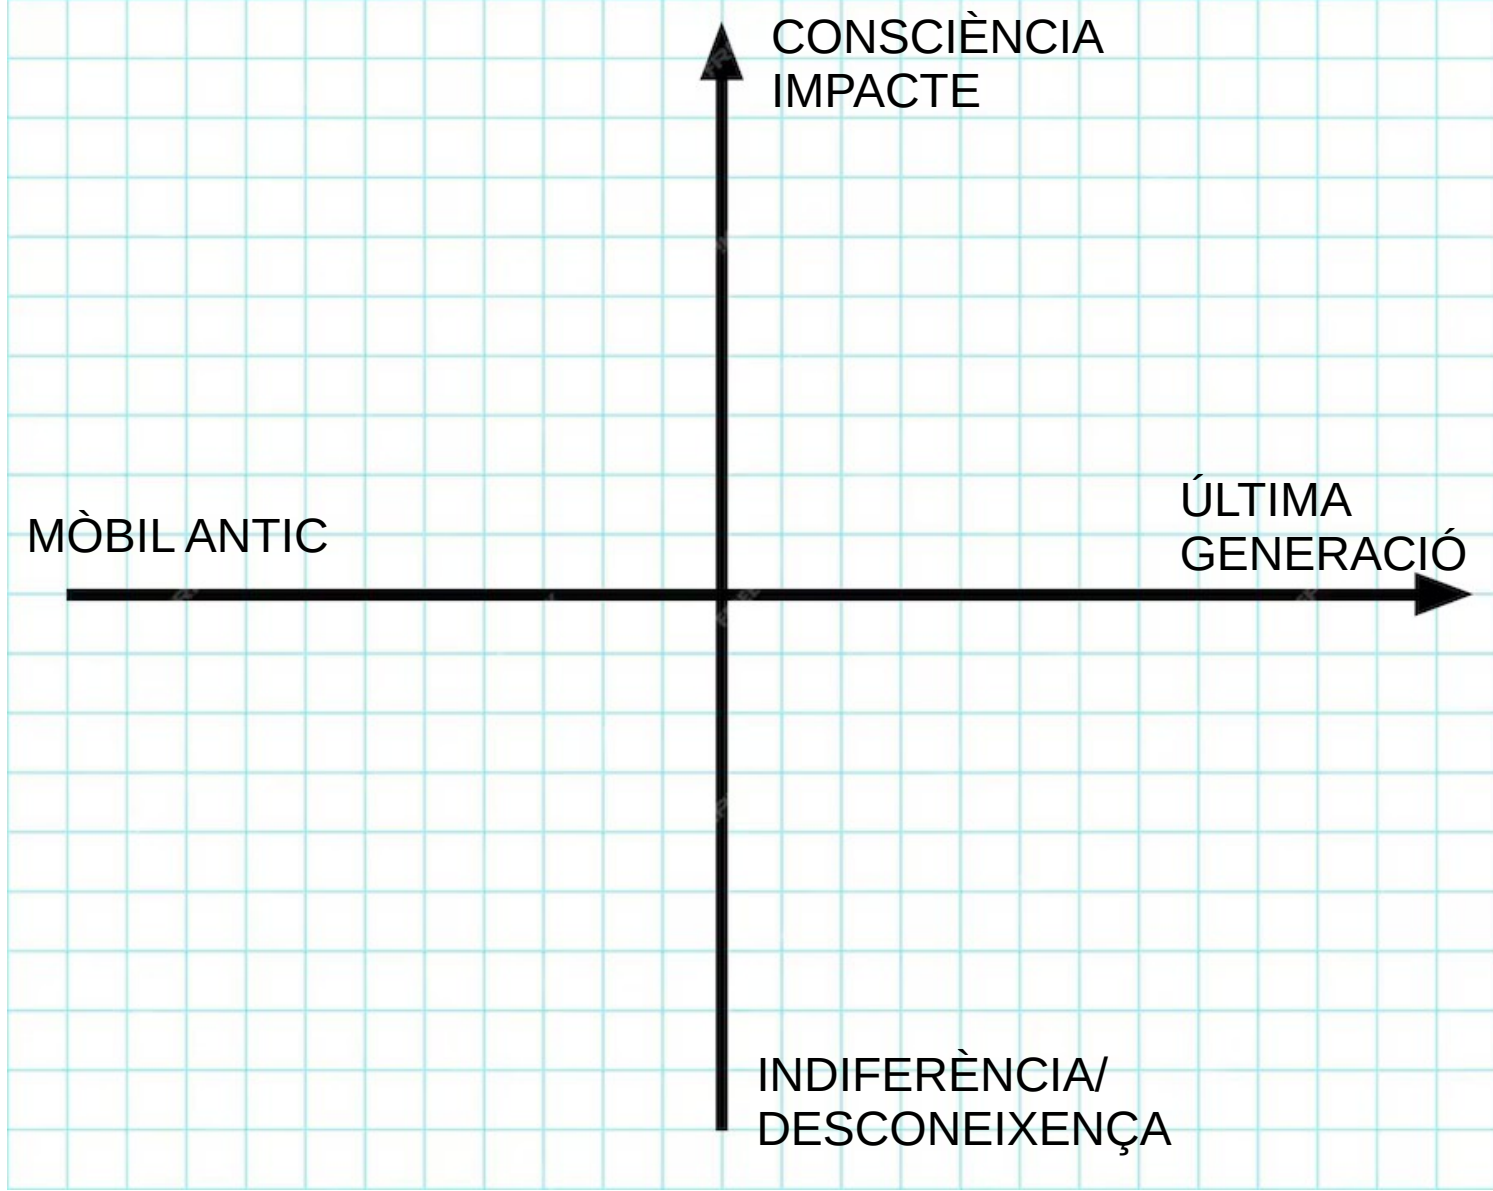 CONSCIÈNCIA
IMPACTE
ÚLTIMA
GENERACIÓ
MÒBIL ANTIC
INDIFERÈNCIA/
DESCONEIXENÇA